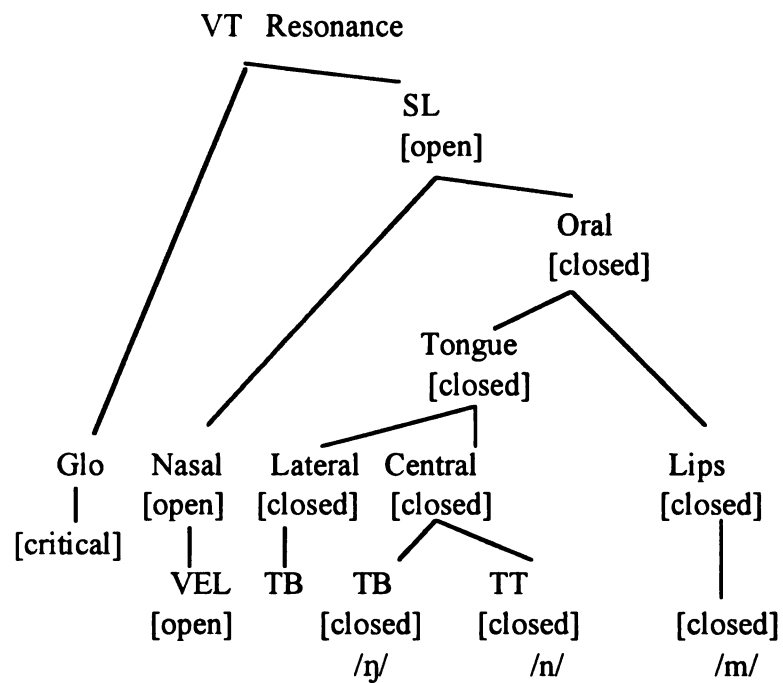 VT Resonance
SL
[open]
Oral
[closed]
Tongue
[closed]
Glo Nasal Lateral Central Lips
[open] [closed] [closed] [closed]
[critical]
VEL TB TB TT
[open] [closed] [closed] [closed]
/ŋ/ /n/ /m/